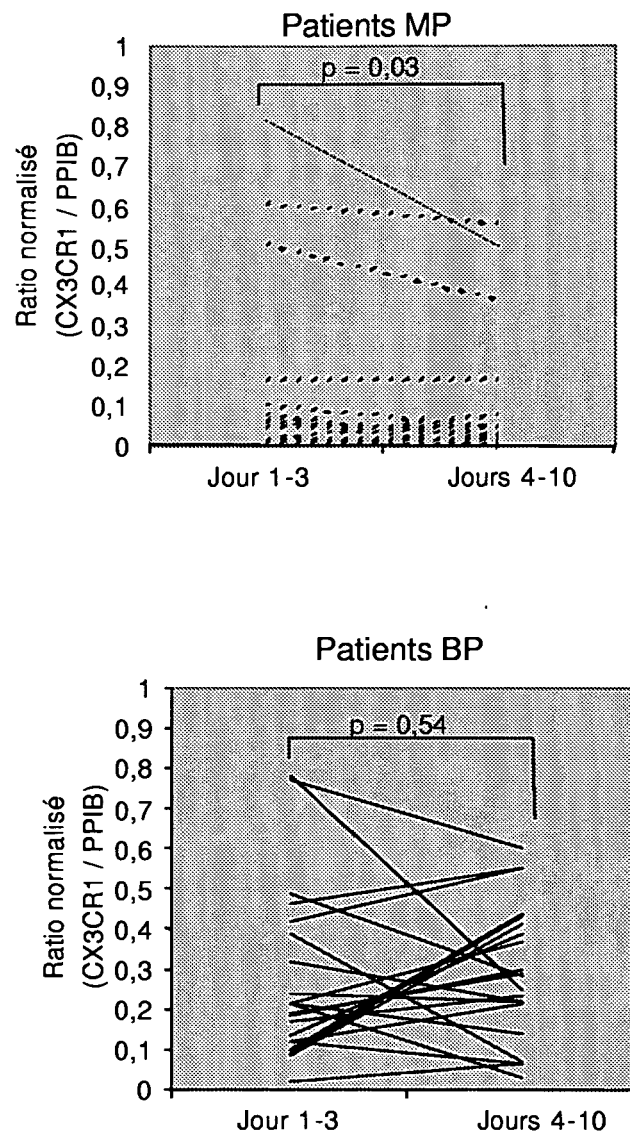 Patients MP
p = 0,03
Ratio normalisé
(CX3CR1 / PPIB)
1
0,9
0,8
0,7
0,6
0,5
0,4
0,3
0,2
0,1
0
Jour 1-3
Jours 4-10
Patients BP
p = 0,54
Ratio normalisé
(CX3CR1 / PPIB)
1
0,9
0,8
0,7
0,6
0,5
0,4
0,3
0,2
0,1
0
Jour 1-3
Jours 4-10